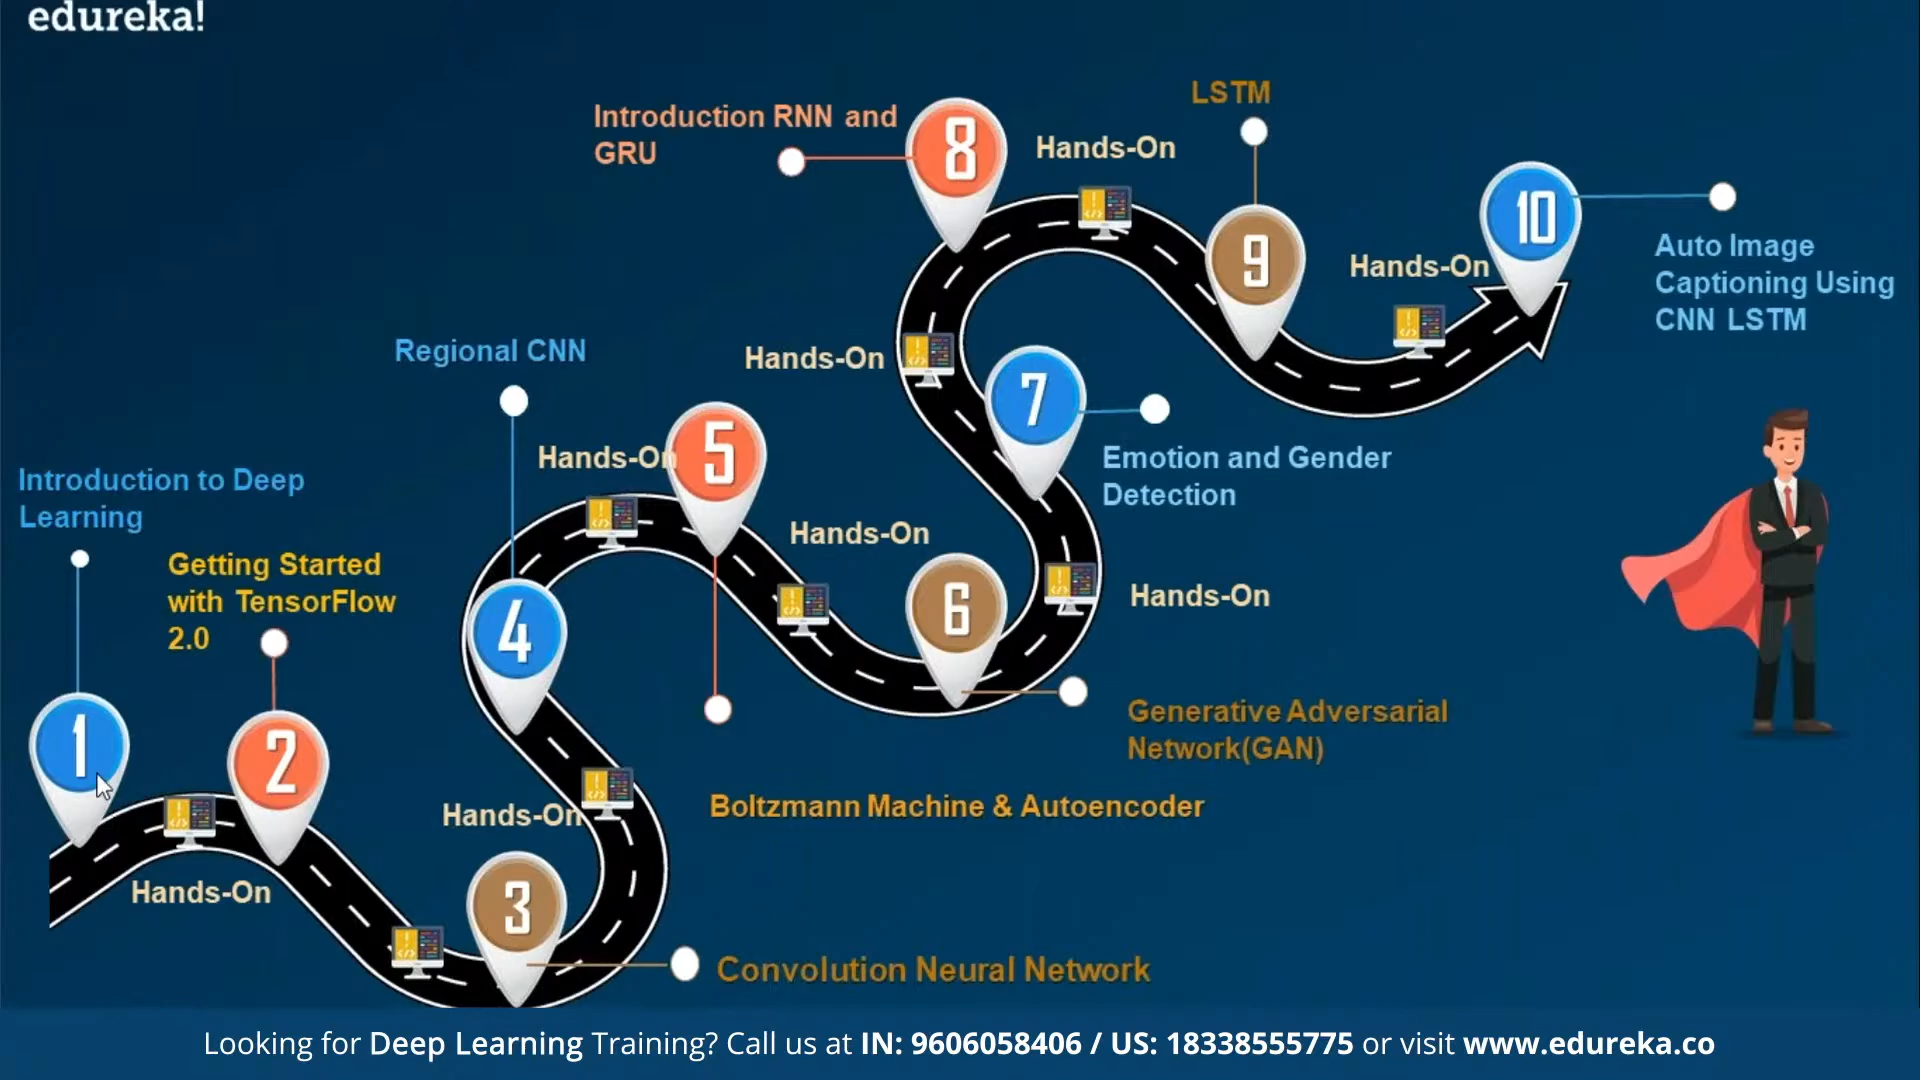 edureka!
LSTM
Introduction RNN and
GRU
8
Hands-On
9
Hands-On
10
Auto Image
Captioning Using
CNN LSTM
Regional CNN
Hands-On
7
Emotion and Gender
Detection
Hands-On
5
Hands-On
6
Hands-On
Introduction to Deep
Learning
Getting Started
with TensorFlow
2.0
4
Generative Adversarial
Network(GAN)
1
2
Hands-On
Boltzmann Machine & Autoencoder
Hands-On
3
Convolution Neural Network
Looking for Deep Learning Training? Call us at IN: 9606058406 / US: 18338555775 or visit www.edureka.co